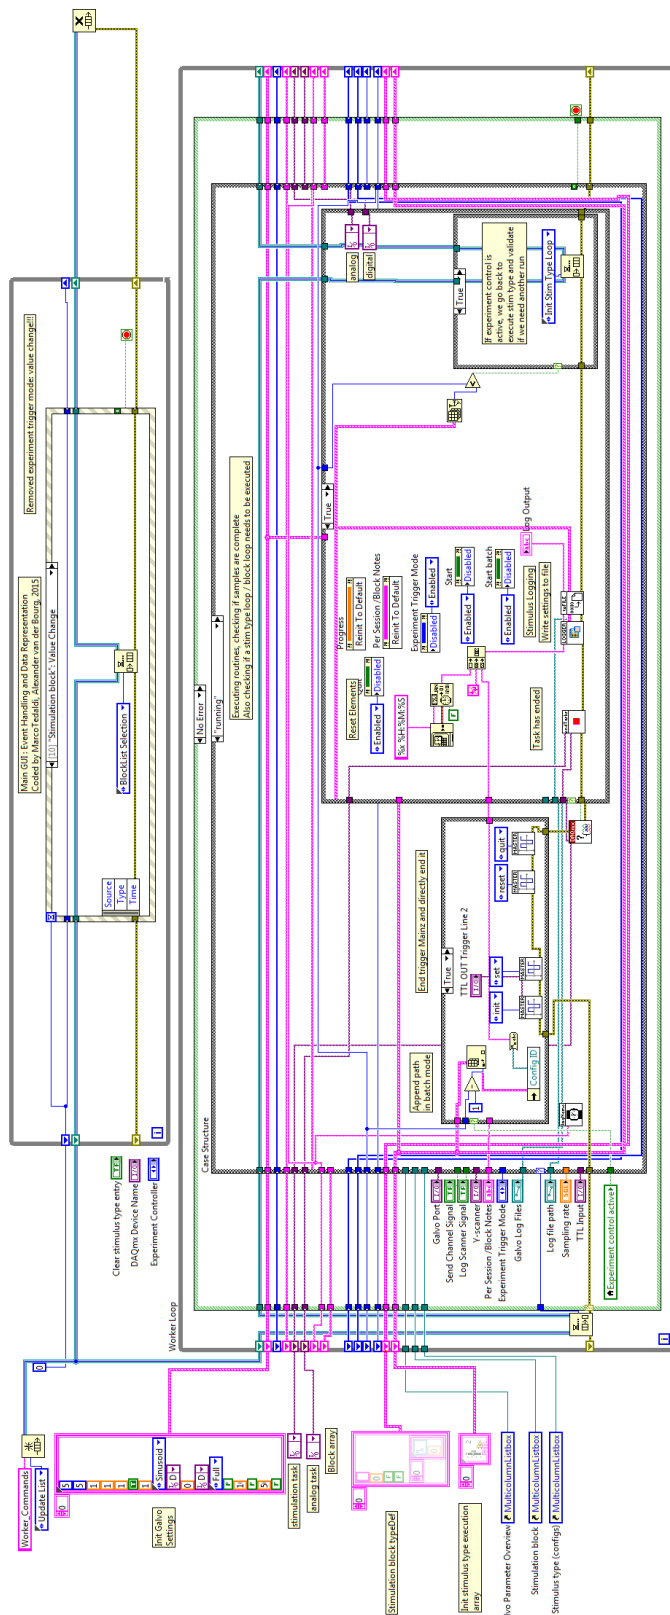 Main GUI : Event Handling and Data Representation
Coded by MarcoTedaldi, Alexander van der Bourg, 2015
Removed experiment trigger mode: value change!!!
[10] "Stimulation block": Value Change
BlockList Selection
Source
Type
Time
Clear stimulus type entry
DAQmx Device Name
Experiment Controller
Worker_Commands
Update List
Worker Loop
Case Structure
No Error
"running"
Executing routines, checking if samples are complete
Also checking if a stim type loop / block loop needs to be executed
Init Galvo
Settings
Sinusoid
Full
stimulation task
analog task
Block array
Stimulation block typeDef
Init stimulus type execution
array
MulticolumnListbox
Stimulation block
MulticolumnListbox
Stimulus type (configs)
MulticolumnListbox
Galvo Port
Send Channel Signal
Log Scanner Signal
Y-scanner
Per Session /Block Notes
Experiment Trigger Mode
Galvo Log Files
Log file path
Sampling rate
TTL Input
Experiment control active
Append path
in batch mode
Config ID
End trigger Mainz and directly end it
True
TTL OUT Trigger Line 2
init
set
reset
quit
True
Reset Elements
Progress
Reinit To Default
Per Session /Block Notes
Reinit To Default
Quit
Enabled
Disabled
Experiment Trigger Mode
Disabled
Enabled
Start
Enabled
Disabled
Start batch
Enabled
Disabled
%x %H:%M:%S
Task has ended
Stimulus Logging
Write settings to file
Log Output
analog
digital
True
If experiment control is
active, we go back to
execute stim type and validate
if we need another run
Init Stim Type Loop